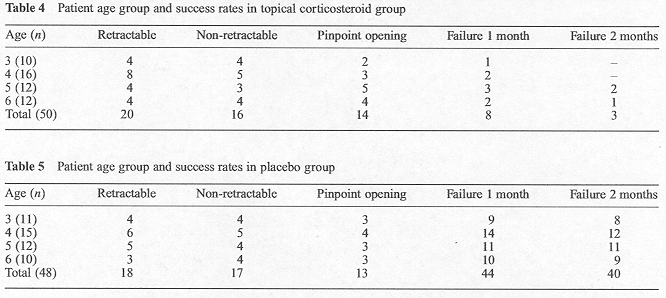 Table 4 Patient age group and success rates in topical corticosteroid group
Age (n) Retractable Non-retractable Pinpoint opening Failure 1 month Failure 2 months
3 (10) 4 4 2 1 –
4 (16) 8 5 3 2 –
5 (12) 4 3 5 3 2
6 (12) 4 4 4 2 1
Total (50) 20 16 14 8 3
Table 5 Patient age group and success rates in placebo group
Age (n) Retractable Non-retractable Pinpoint opening Failure 1 month Failure 2 months
3 (11) 4 4 3 9 8
4 (15) 6 5 4 14 12
5 (12) 5 4 3 11 11
6 (10) 3 4 3 10 9
Total (48) 18 17 13 44 40